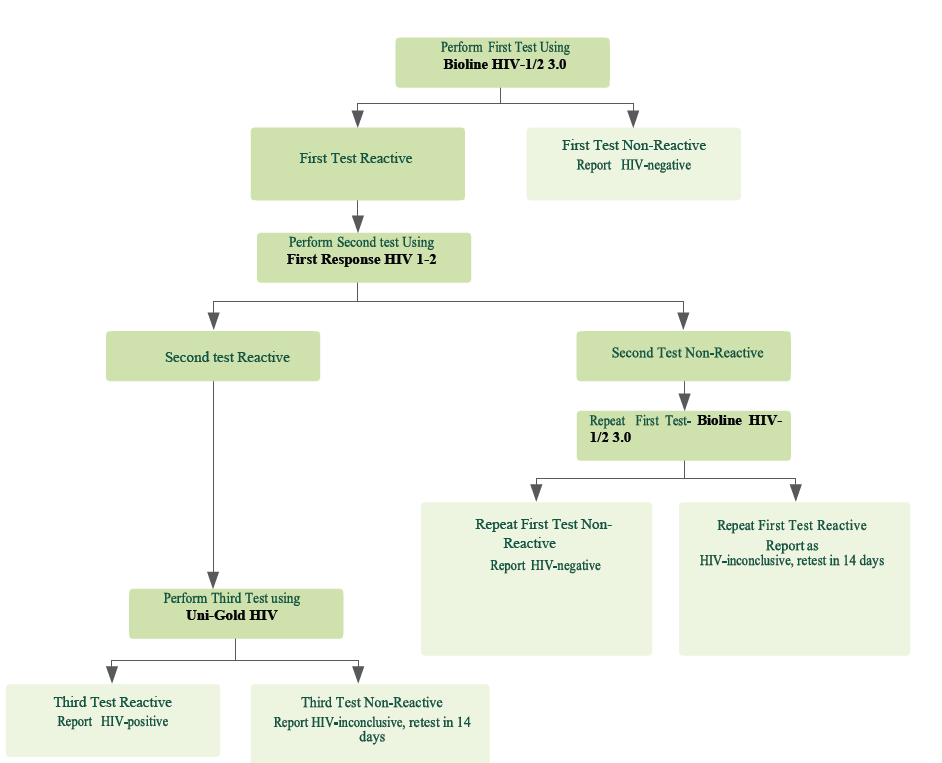 Perform First Test Using
Bioline HIV-1/2 3.0
First Test Reactive
First Test Non-Reactive
Report HIV-negative
Perform Second test Using
First Response HIV 1-2
Second test Reactive
Second Test Non-Reactive
Repeat First Test- Bioline HIV-
1/2 3.0
Repeat First Test Non-
Reactive
Report HIV-negative
Repeat First Test Reactive
Report as
HIV-inconclusive, retest in 14 days
Perform Third Test using
Uni-Gold HIV
Third Test Reactive
Report HIV-positive
Third Test Non-Reactive
Report HIV-inconclusive, retest in 14
days